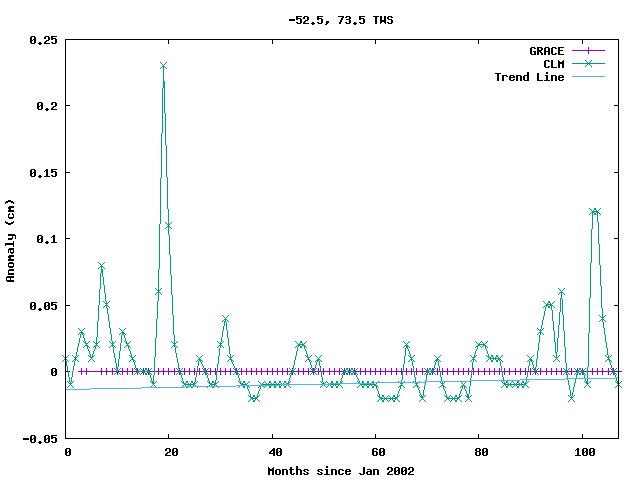 -52.5, 73.5 TWS
GRACE
CLM
Trend Line
0.25
0.2
0.15
0.1
0.05
0
-0.05
Anomaly (cm)
0 20 40 60 80 100
Months since Jan 2002